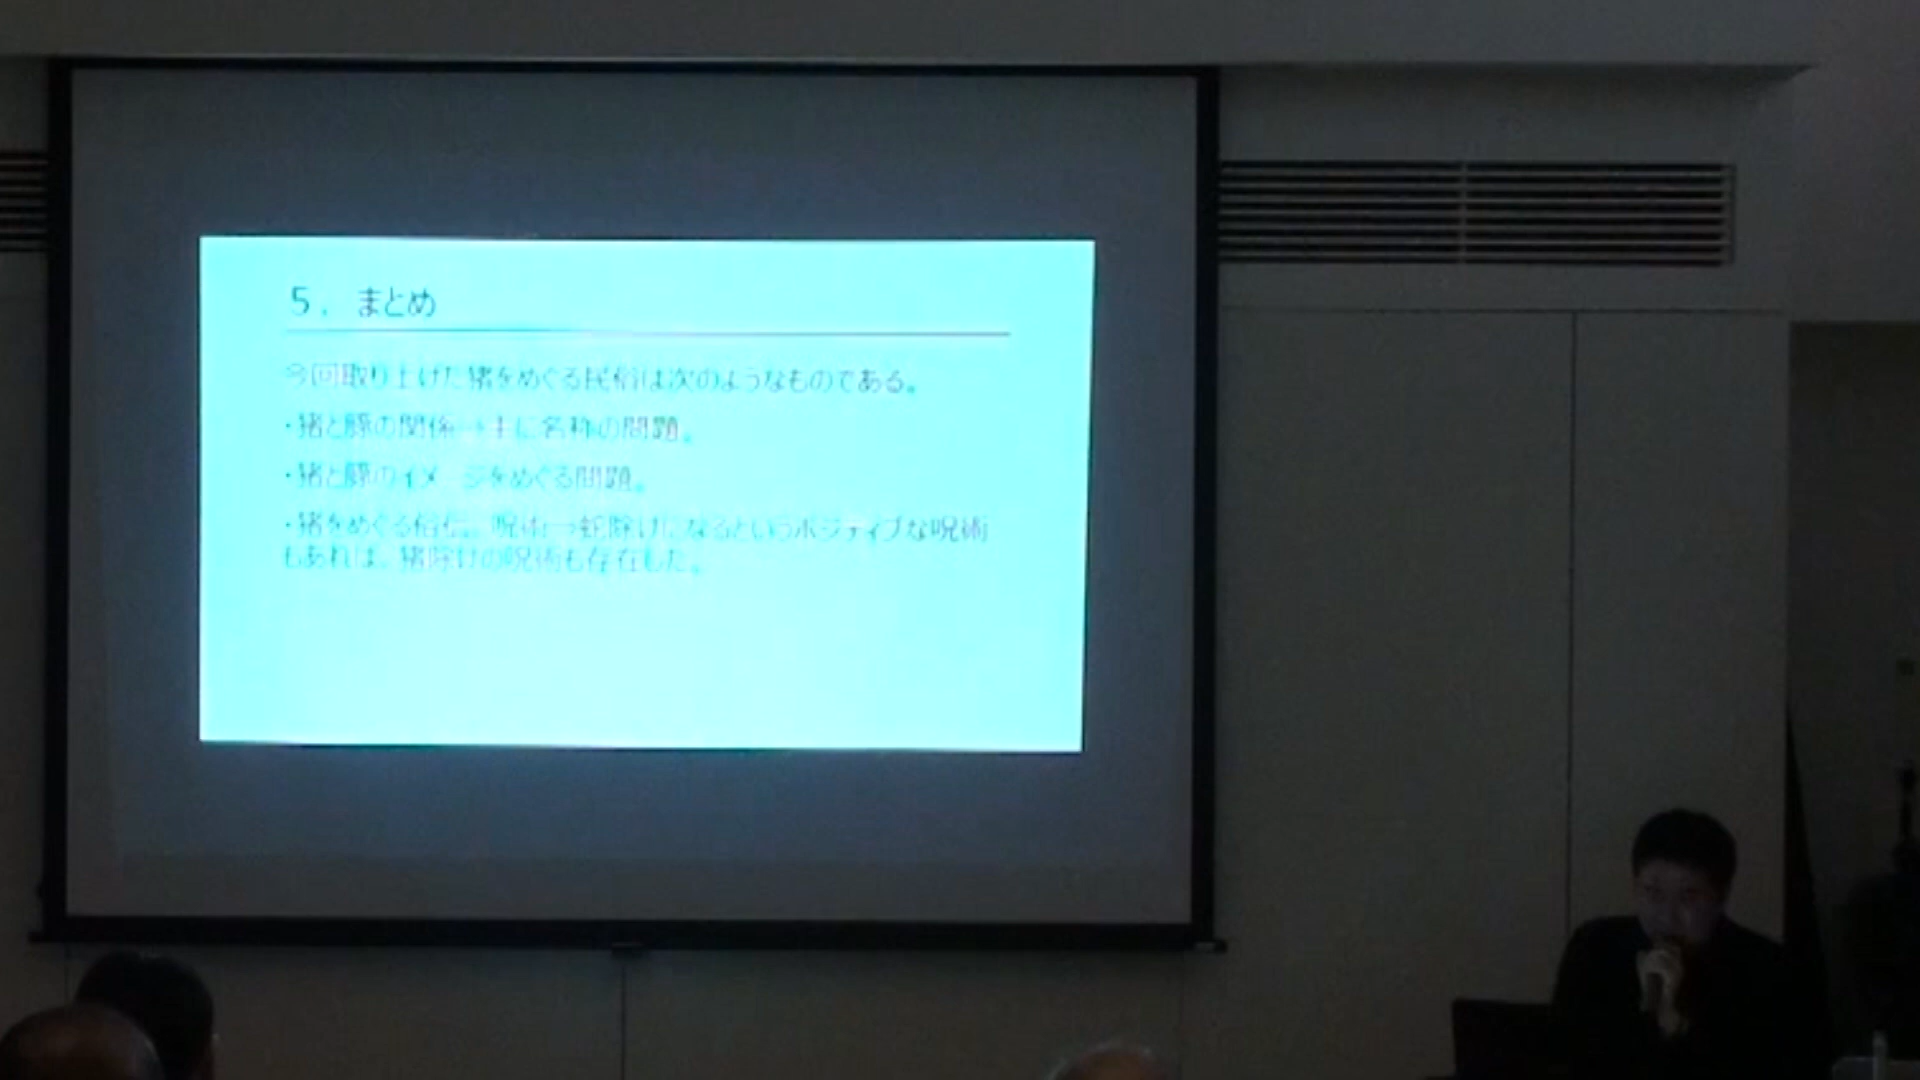 5. まとめ
今回取り上げた猪をめぐる民俗は次のようなものである。
・猪と豚の関係→主に名称の問題。
・猪と豚のイメージをめぐる問題。
・猪をめぐる俗信、呪術→蛇除けになるというポジティブな呪術
もあれば、猪除けの呪術も存在した。